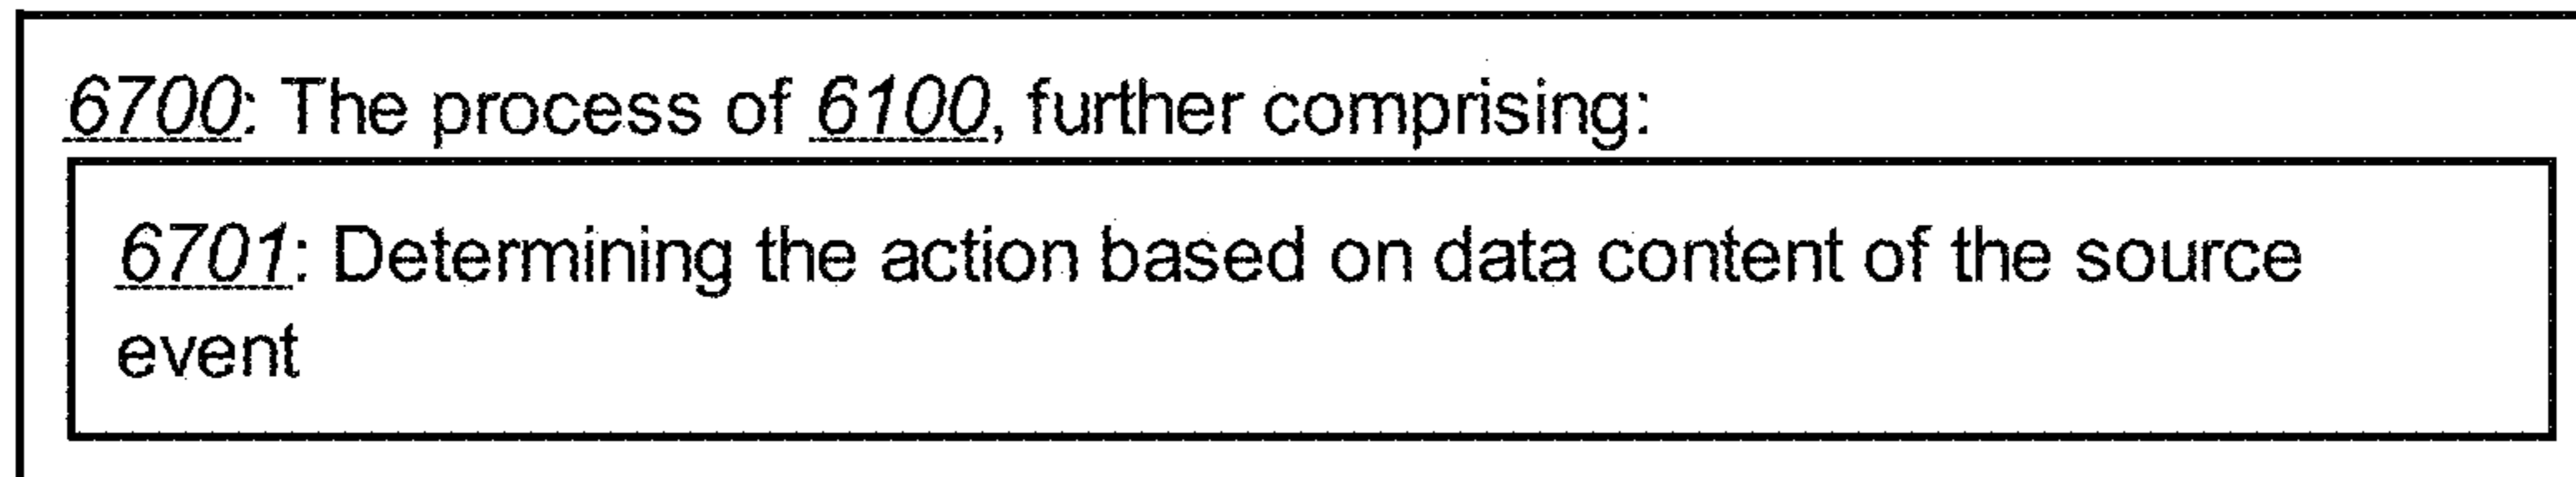 6700: The process of 6100, further comprising:
6701: Determining the action based on data content of the source
event